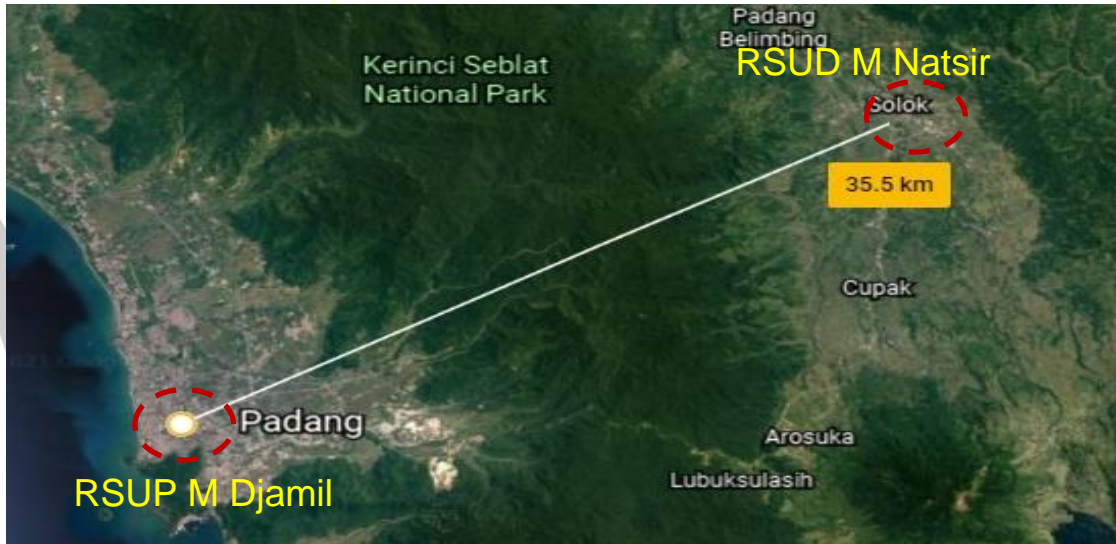 Padang
Belimbing
RSUD M Natsir
Kerinci Seblat
National Park
Solok
35.5 km
Cupak
Padang
Arosuka
Lubuksulasih
RSUP M Djamil